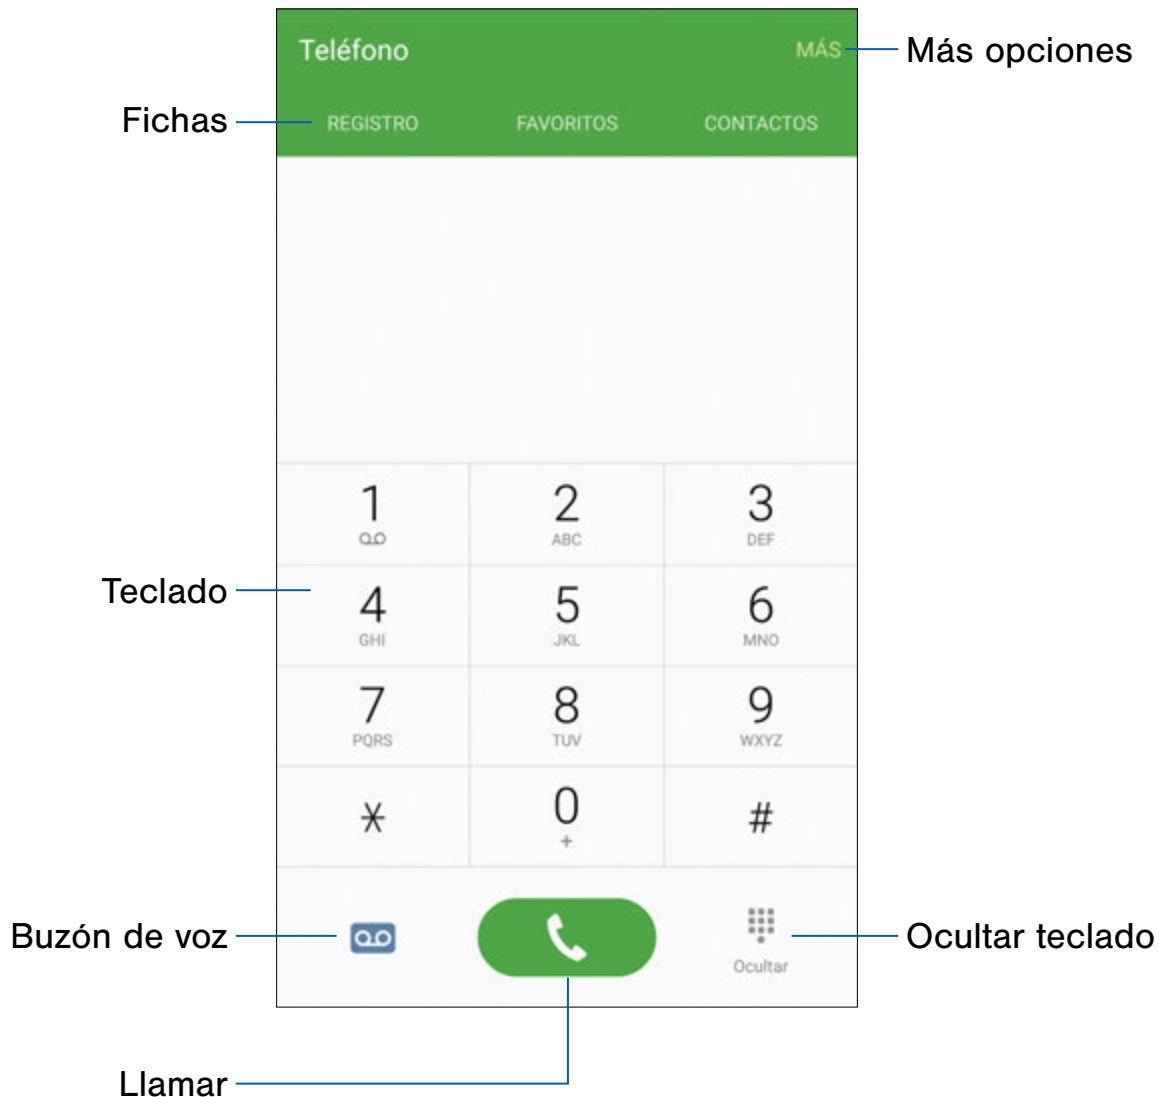 Teléfono MÁS Más opciones
Fichas REGISTRO FAVORITOS CONTACTOS
1 2 3
ABC DEF
Teclado 4 5 6
GHI JKL MNO
7 8 9
PQRS TUV WXYZ
* 0 #
+
Buzón de voz Ocultar teclado
Ocultar
Llamar